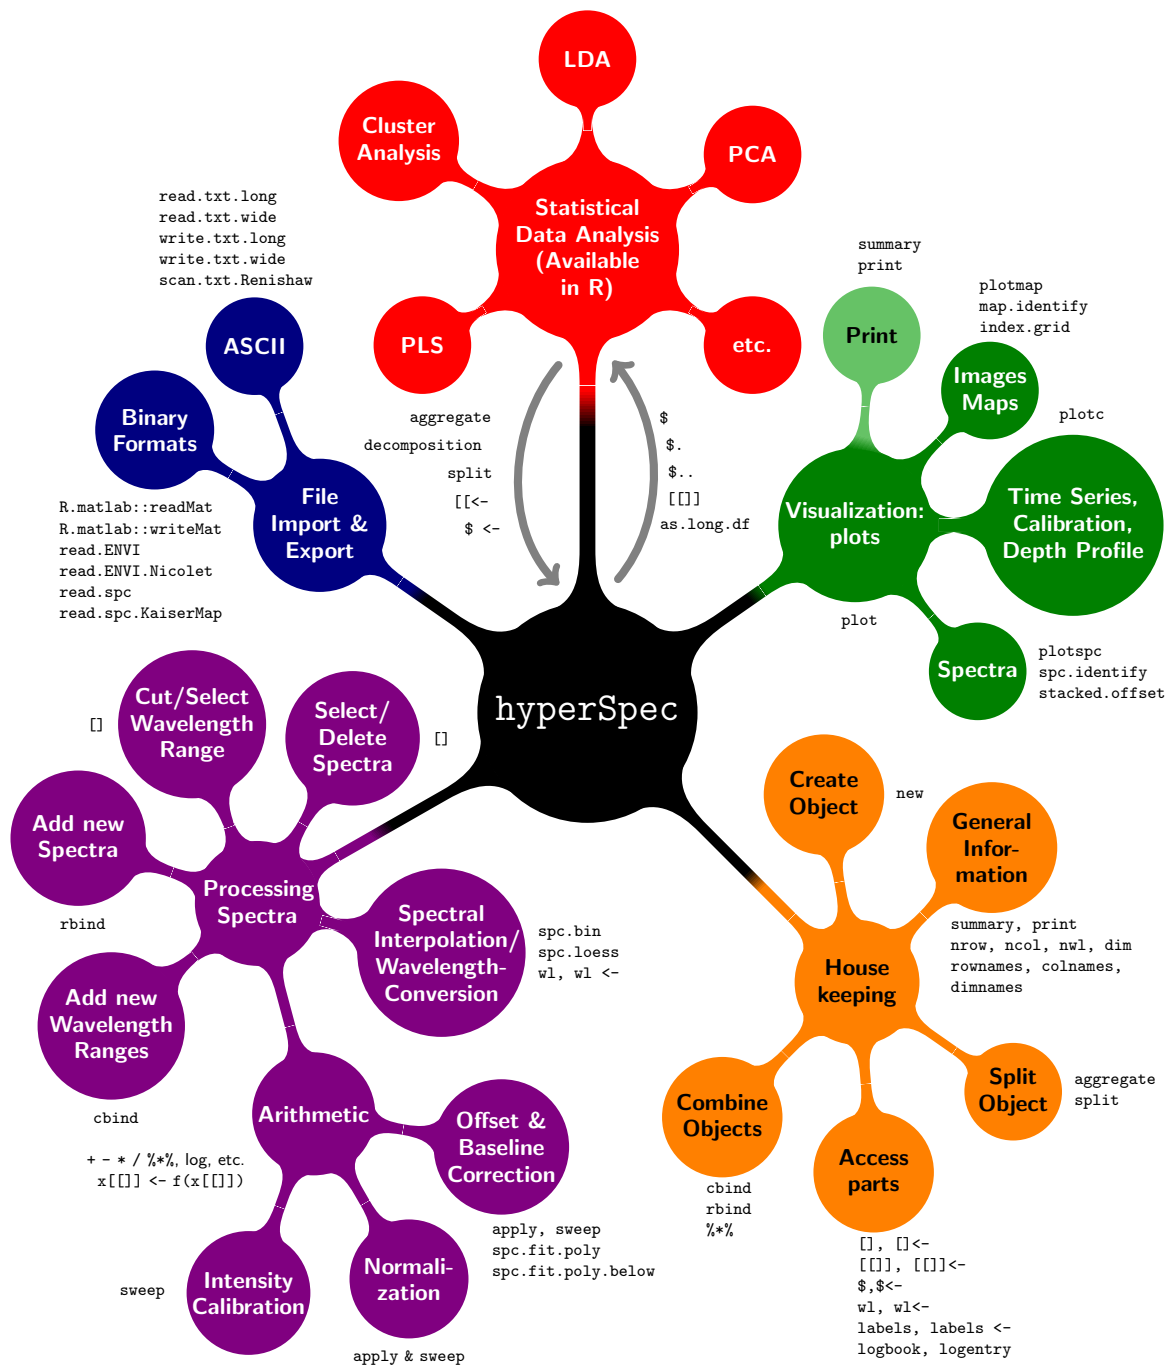 LDA
Cluster
Analysis
PCA
Statistical
Data Analysis
(Available
in R)
PLS
etc.
read.txt.long
read.txt.wide
write.txt.long
write.txt.wide
scan.txt.Renishaw
ASCII
Binary
Formats
File
Import &
Export
R.matlab::readMat
R.matlab::writeMat
read.ENVI
read.ENVI.Nicolet
read.spc
read.spc.KaiserMap
aggregate
decomposition
split
[[<-
$ <-
$
$.
$..
[[]]
as.long.df
summary
print
Print
plotmap
map.identify
index.grid
Images
Maps
plotc
Visualization:
plots
Time Series,
Calibration,
Depth Profile
plot
Spectra
plotspc
spc.identify
stacked.offset
hyperSpec
Cut/Select
Wavelength
Range
[]
Select/
Delete
Spectra
[]
Add new
Spectra
rbind
Processing
Spectra
Spectral
Interpolation/
Wavelength-
Conversion
spc.bin
spc.loess
wl, wl <-
Add new
Wavelength
Ranges
cbind
Arithmetic
+ - * / %*%, log, etc.
x[[]] <- f(x[[]])
Offset &
Baseline
Correction
apply, sweep
spc.fit.poly
spc.fit.poly.below
sweep
Intensity
Calibration
Normali-
zation
apply & sweep
Create
Object
new
General
Infor-
mation
summary, print
nrow, ncol, nwl, dim
rownames, colnames,
dimnames
House
keeping
Split
Object
aggregate
split
Combine
Objects
cbind
rbind
%*%
Access
parts
[], []<-
[[]], [[]]<-
$,$<-
wl, wl<-
labels, labels <-
logbook, logentry